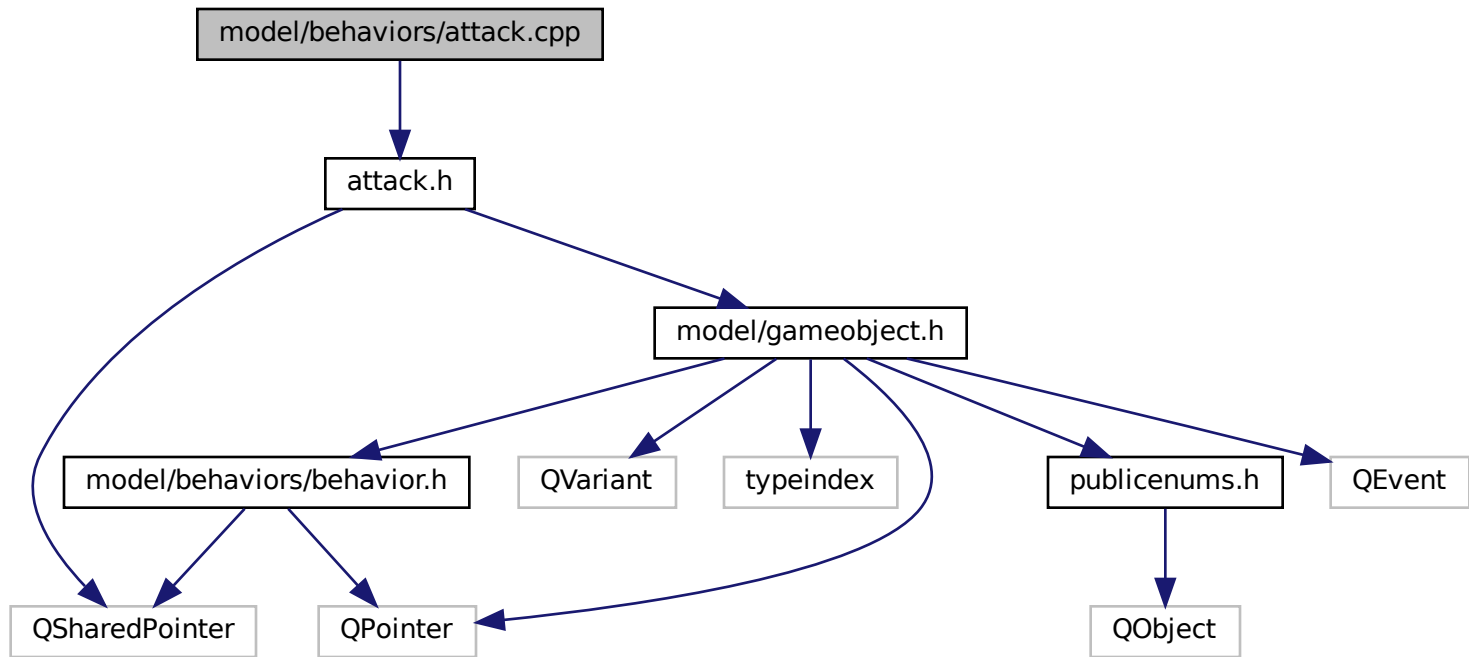 model/behaviors/attack.cpp
attack.h
model/gameobject.h
model/behaviors/behavior.h
QVariant
typeindex
publicenums.h
QEvent
QSharedPointer
QPointer
QObject